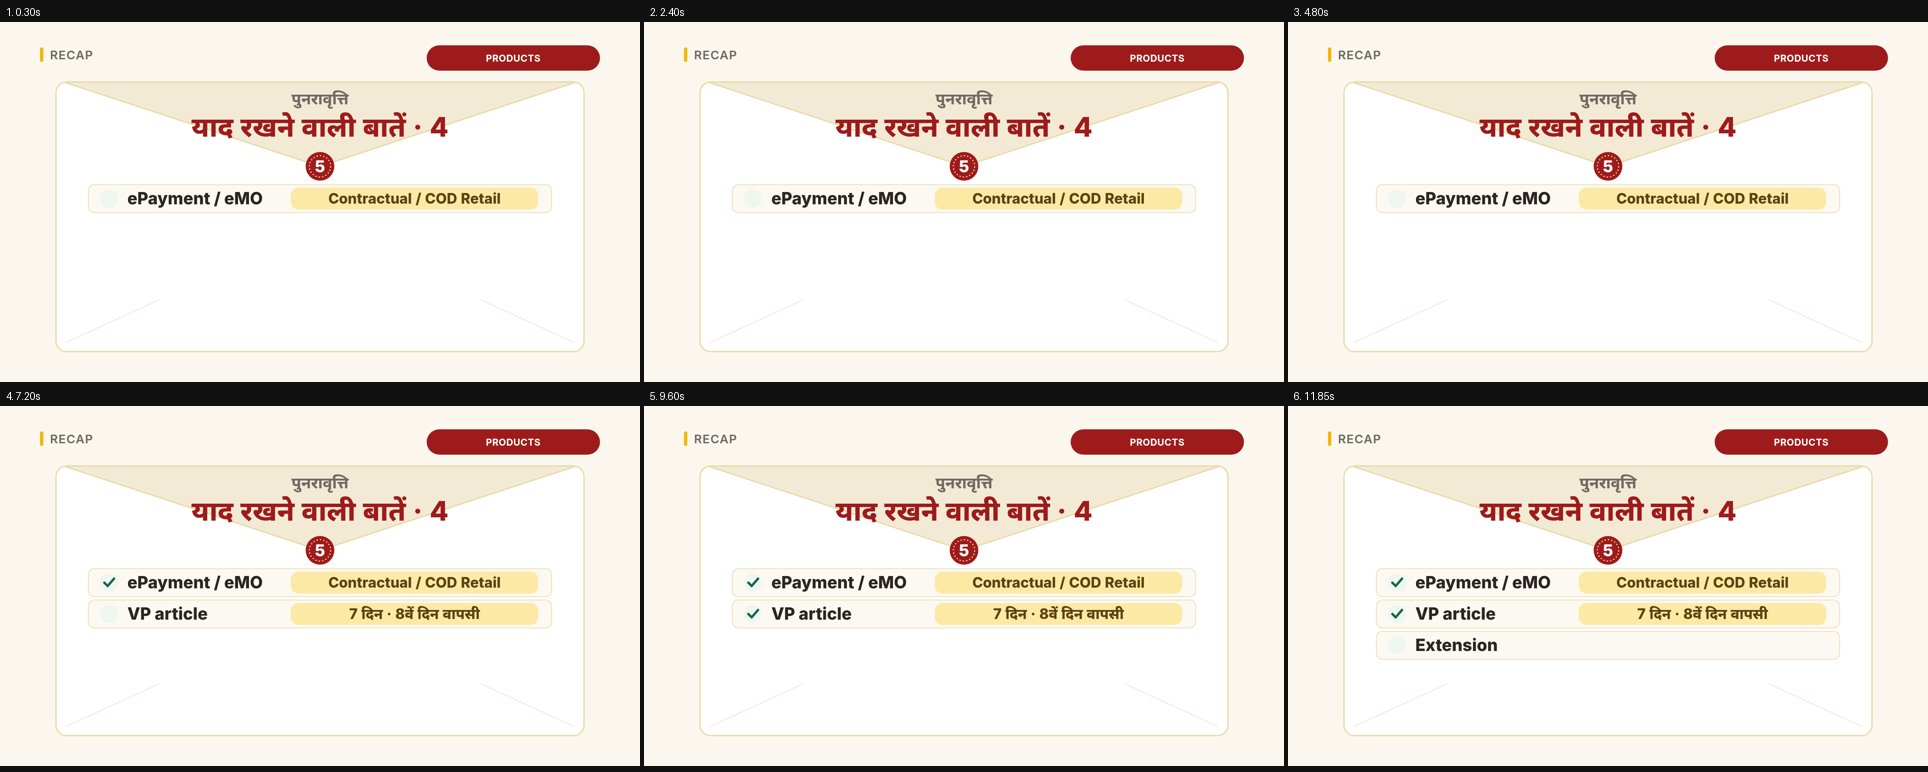 1. 0.30s
RECAP
PRODUCTS
पुनरावृत्ति
याद रखने वाली बातें · 4
5
ePayment / eMO
Contractual / COD Retail
2. 2.40s
RECAP
PRODUCTS
पुनरावृत्ति
याद रखने वाली बातें · 4
5
ePayment / eMO
Contractual / COD Retail
3. 4.80s
RECAP
PRODUCTS
पुनरावृत्ति
याद रखने वाली बातें · 4
5
ePayment / eMO
Contractual / COD Retail
4. 7.20s
RECAP
PRODUCTS
पुनरावृत्ति
याद रखने वाली बातें · 4
5
ePayment / eMO
Contractual / COD Retail
VP article
7 दिन · 8वें दिन वापसी
5. 9.60s
RECAP
PRODUCTS
पुनरावृत्ति
याद रखने वाली बातें · 4
5
ePayment / eMO
Contractual / COD Retail
VP article
7 दिन · 8वें दिन वापसी
6. 11.85s
RECAP
PRODUCTS
पुनरावृत्ति
याद रखने वाली बातें · 4
5
ePayment / eMO
Contractual / COD Retail
VP article
7 दिन · 8वें दिन वापसी
Extension